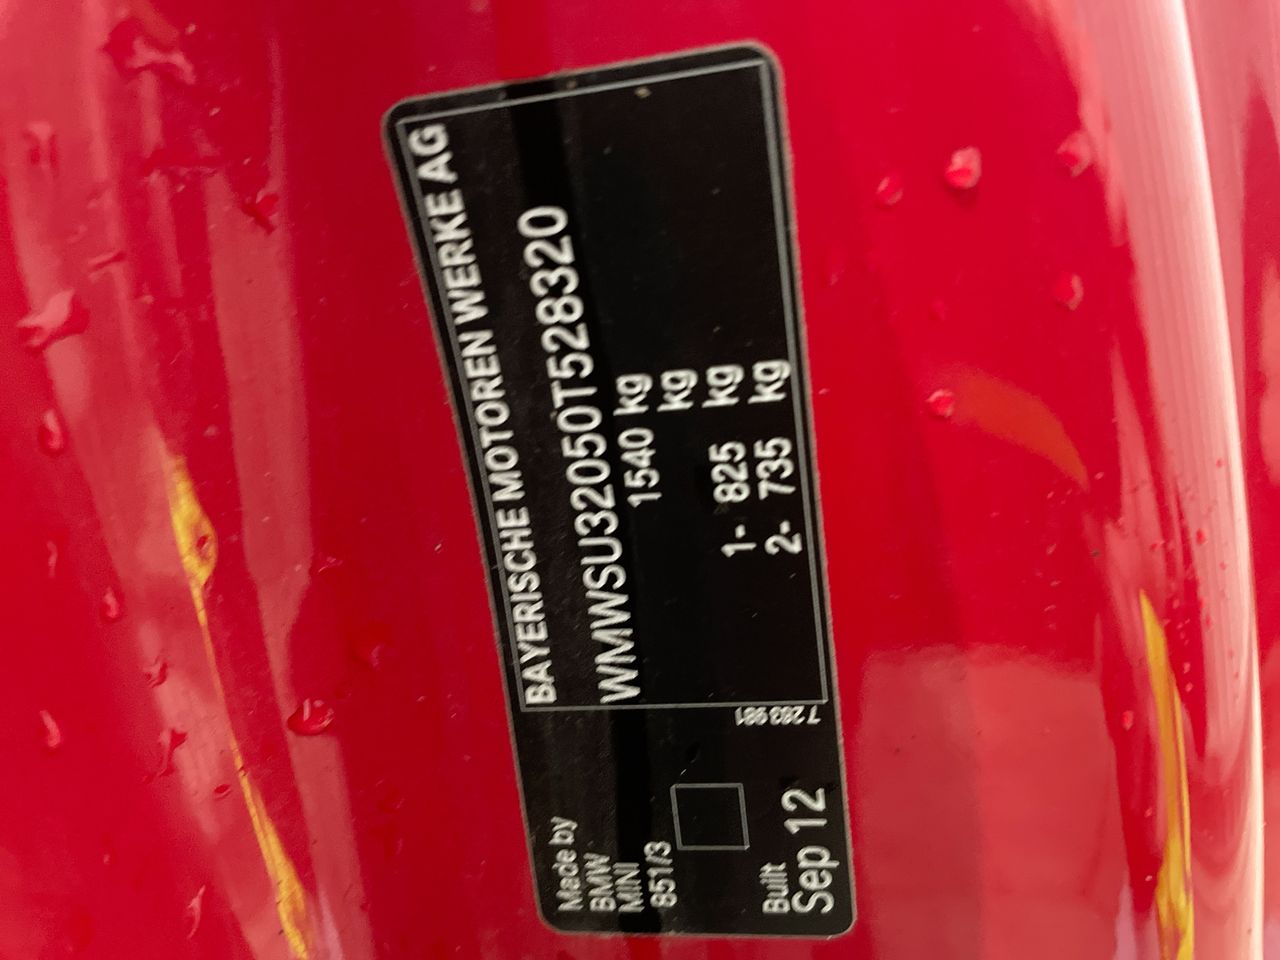 BAYERISCHE MOTOREN WERKE AG
WMWSU32050T528320
1540 kg
kg
1- 825 kg
2- 735 kg
7 283 981
Made by
BMW
MINI
851/3
Built
Sep 12